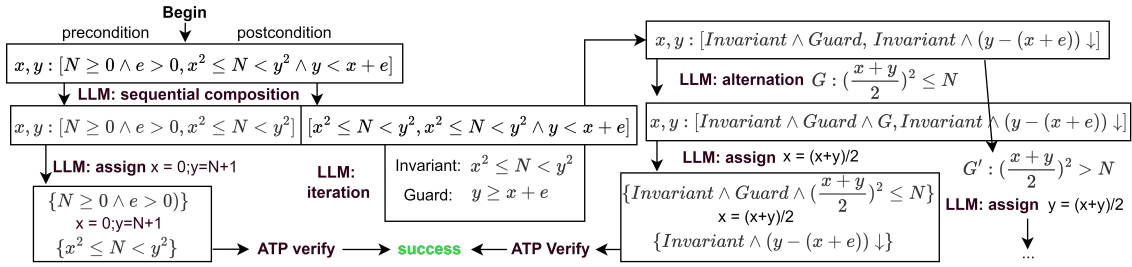 Begin
precondition
postcondition
x, y : [N ≥ 0 ∧ e > 0, x² ≤ N < y² ∧ y < x + e]
LLM: sequential composition
x, y : [N ≥ 0 ∧ e > 0, x² ≤ N < y²]
[x² ≤ N < y², x² ≤ N < y² ∧ y < x + e]
LLM: assign x = 0;y=N+1
{N ≥ 0 ∧ e > 0)}
x = 0;y=N+1
{x² ≤ N < y²}
LLM:
iteration
Invariant: x² ≤ N < y²
Guard: y ≥ x + e
ATP verify
success
ATP Verify
x, y : [Invariant ∧ Guard, Invariant ∧ (y − (x + e)) ↓]
LLM: alternation G : ((x + y)/2)² ≤ N
x, y : [Invariant ∧ Guard ∧ G, Invariant ∧ (y − (x + e)) ↓]
LLM: assign x = (x+y)/2
{Invariant ∧ Guard ∧ ((x + y)/2)² ≤ N}
x = (x+y)/2
{Invariant ∧ (y − (x + e)) ↓}
G′ : ((x + y)/2)² > N
LLM: assign y = (x+y)/2
...